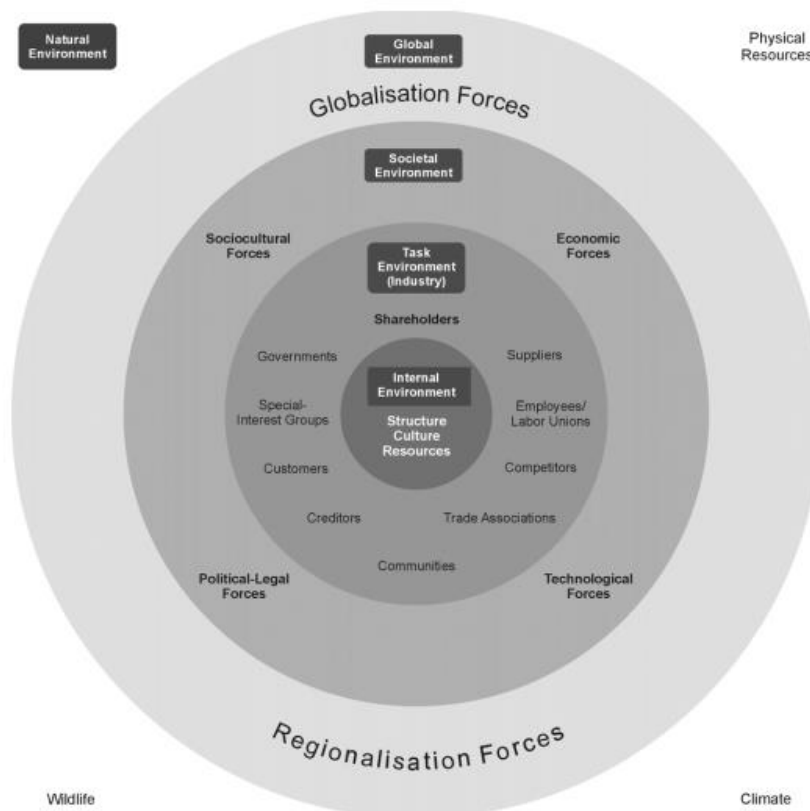 Natural
Environment
Global
Environment
Physical
Resources
Globalisation Forces
Societal
Environment
Sociocultural
Forces
Economic
Forces
Task
Environment
(Industry)
Shareholders
Governments
Suppliers
Internal
Environment
Special-
Interest Groups
Employees/
Labor Unions
Structure
Culture
Resources
Customers
Competitors
Creditors
Trade Associations
Communities
Political-Legal
Forces
Technological
Forces
Regionalisation Forces
Wildlife
Climate